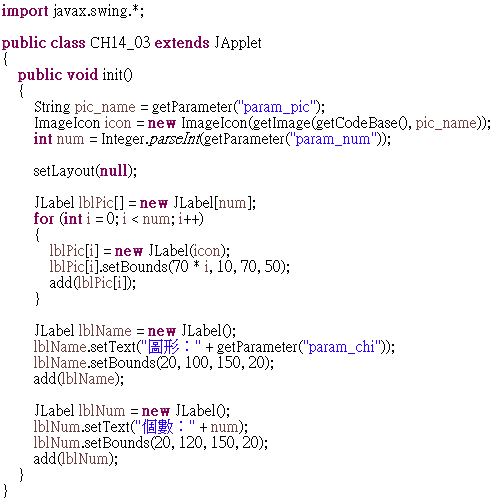 import javax.swing.*;

public class CH14_03 extends JApplet
{
    public void init()
    {
        String pic_name = getParameter("param_pic");
        ImageIcon icon = new ImageIcon(getImage(getCodeBase(), pic_name));
        int num = Integer.parseInt(getParameter("param_num"));

        setLayout(null);

        JLabel lblPic[] = new JLabel[num];
        for (int i = 0; i < num; i++)
        {
            lblPic[i] = new JLabel(icon);
            lblPic[i].setBounds(70 * i, 10, 70, 50);
            add(lblPic[i]);
        }

        JLabel lblName = new JLabel();
        lblName.setText("圖形：" + getParameter("param_chi"));
        lblName.setBounds(20, 100, 150, 20);
        add(lblName);

        JLabel lblNum = new JLabel();
        lblNum.setText("個數：" + num);
        lblNum.setBounds(20, 120, 150, 20);
        add(lblNum);
    }
}